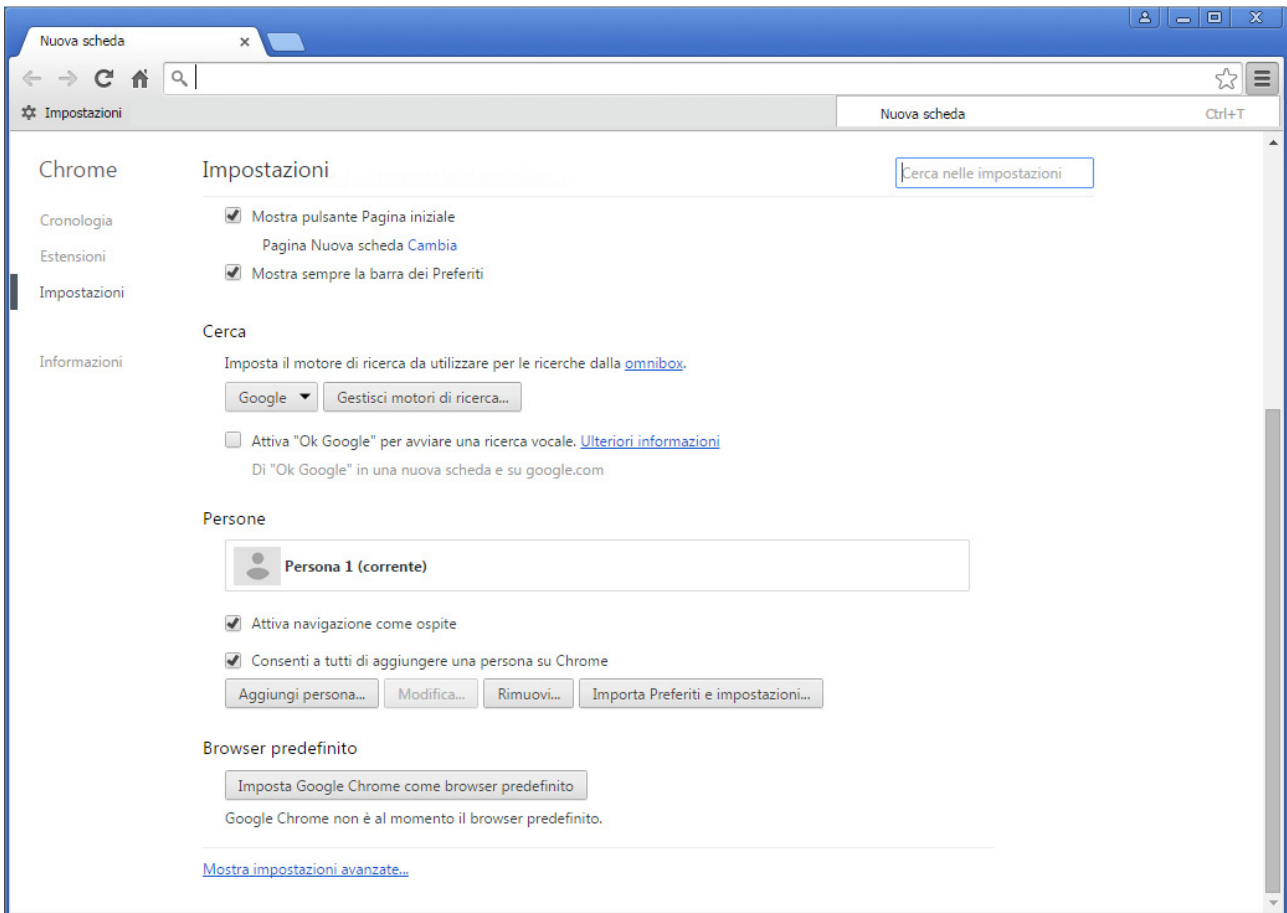 Nuova scheda
Impostazioni
Nuova scheda Ctrl+T
Chrome
Cronologia
Estensioni
Impostazioni
Informazioni
Impostazioni
Cerca nelle impostazioni
Mostra pulsante Pagina iniziale
Pagina Nuova scheda Cambia
Mostra sempre la barra dei Preferiti
Cerca
Imposta il motore di ricerca da utilizzare per le ricerche dalla omnibox.
Google Gestisci motori di ricerca...
Attiva "Ok Google" per avviare una ricerca vocale. Ulteriori informazioni
Di "Ok Google" in una nuova scheda e su google.com
Persone
Persona 1 (corrente)
Attiva navigazione come ospite
Consenti a tutti di aggiungere una persona su Chrome
Aggiungi persona... Modifica... Rimuovi... Importa Preferiti e impostazioni...
Browser predefinito
Imposta Google Chrome come browser predefinito
Google Chrome non è al momento il browser predefinito.
Mostra impostazioni avanzate...